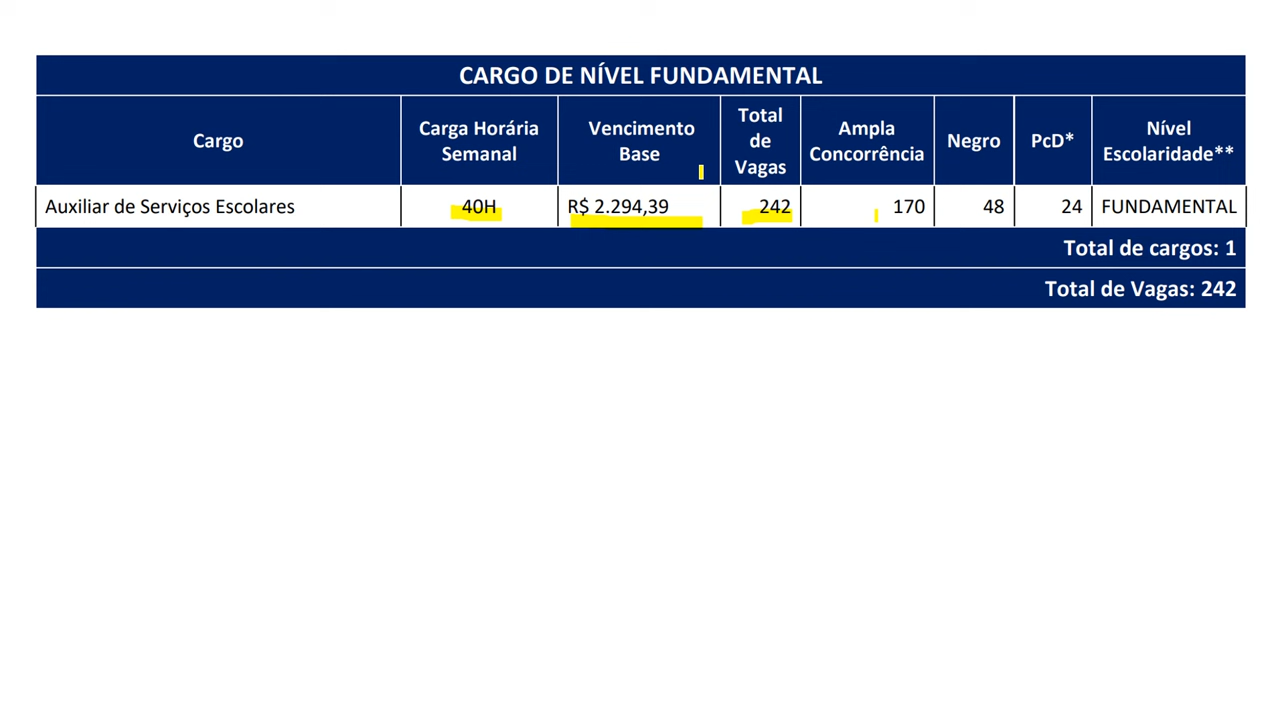 CARGO DE NÍVEL FUNDAMENTAL
Cargo
Carga Horária
Semanal
Vencimento
Base
Total
de
Vagas
Ampla
Concorrência
Negro
PcD*
Nível
Escolaridade**
Auxiliar de Serviços Escolares 40H R$ 2.294,39 242 170 48 24 FUNDAMENTAL
Total de cargos: 1
Total de Vagas: 242